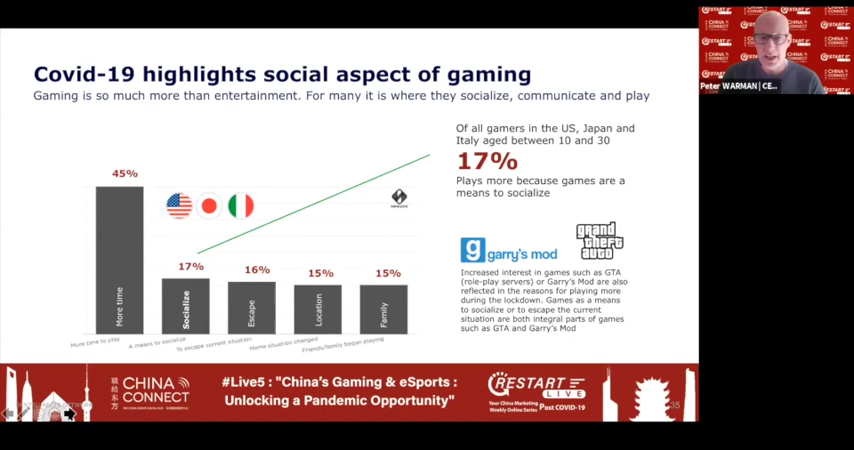 Covid-19 highlights social aspect of gaming
Gaming is so much more than entertainment. For many it is where they socialize, communicate and play
Of all gamers in the US, Japan and
Italy aged between 10 and 30
17%
Plays more because games are a
means to socialize
45%
17%
16%
15%
15%
More time
Socialize
Escape
Location
Family
More time to play
A means to socialize
To escape current situation
Home situation changed
Friends/family began playing
garry's mod
grand
theft
auto
Increased interest in games such as GTA
(role-play servers) or Garry's Mod are also
reflected in the reasons for playing more
during the lockdown. Games as a means
to socialize or to escape the current
situation are both integral parts of games
such as GTA and Garry's Mod
联结东方
CHINA
CONNECT
#Live5 : "China's Gaming & eSports :
Unlocking a Pandemic Opportunity"
RESTART
LIVE
Your China Marketing
Weekly Online Series
Post COVID-19
35
Peter WARMAN | CE...